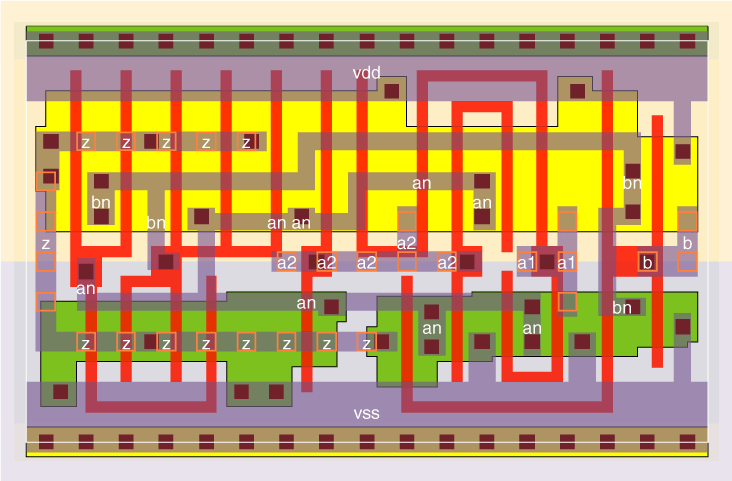 vdd
z z z z z
bn bn an an an an bn
z a2 b
a2 a2 a2 a2 a1 a1 b
an an
an an bn
z z z z z z z z
vss